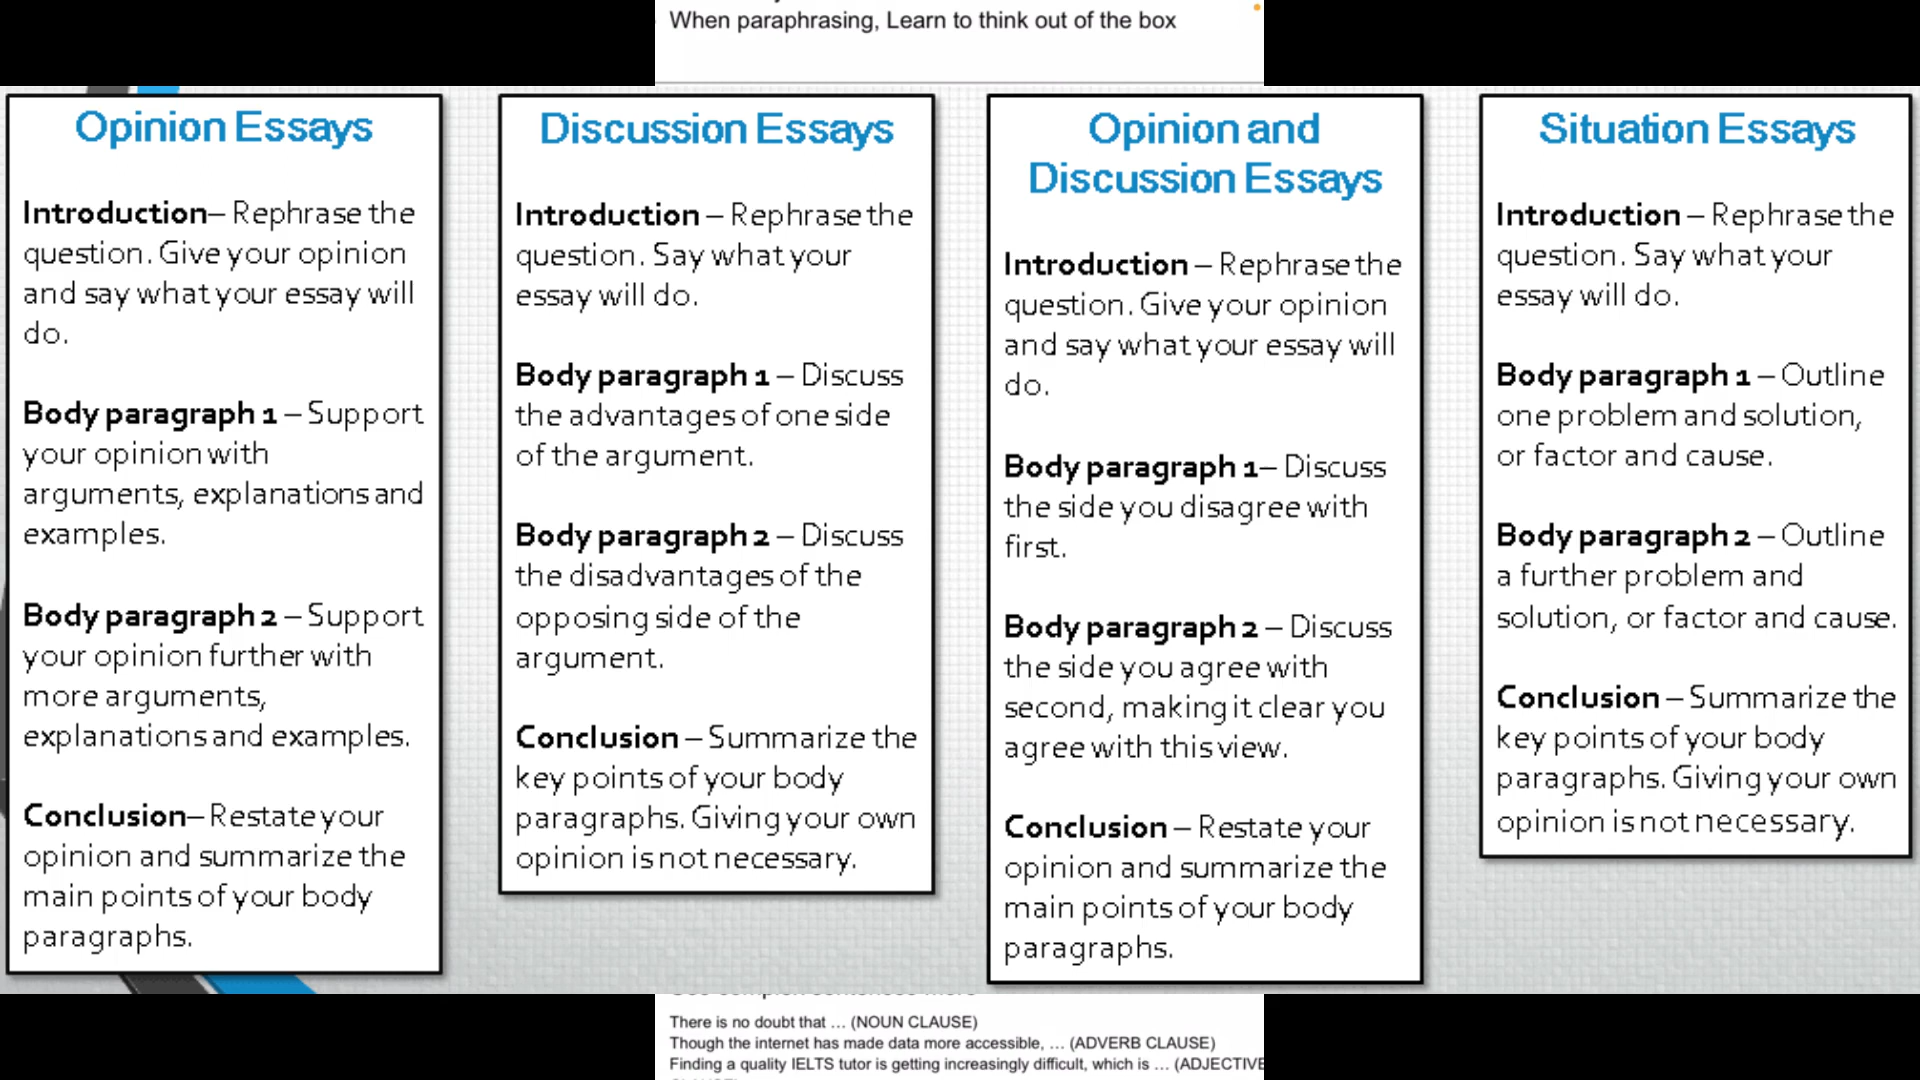 When paraphrasing, Learn to think out of the box
Opinion Essays
Introduction– Rephrase the
question. Give your opinion
and say what your essay will
do.
Body paragraph 1 – Support
your opinion with
arguments, explanations and
examples.
Body paragraph 2 – Support
your opinion further with
more arguments,
explanations and examples.
Conclusion– Restate your
opinion and summarize the
main points of your body
paragraphs.
Discussion Essays
Introduction – Rephrase the
question. Say what your
essay will do.
Body paragraph 1 – Discuss
the advantages of one side
of the argument.
Body paragraph 2 – Discuss
the disadvantages of the
opposing side of the
argument.
Conclusion – Summarize the
key points of your body
paragraphs. Giving your own
opinion is not necessary.
Opinion and
Discussion Essays
Introduction – Rephrase the
question. Give your opinion
and say what your essay will
do.
Body paragraph 1– Discuss
the side you disagree with
first.
Body paragraph 2 – Discuss
the side you agree with
second, making it clear you
agree with this view.
Conclusion – Restate your
opinion and summarize the
main points of your body
paragraphs.
Situation Essays
Introduction – Rephrase the
question. Say what your
essay will do.
Body paragraph 1 – Outline
one problem and solution,
or factor and cause.
Body paragraph 2 – Outline
a further problem and
solution, or factor and cause.
Conclusion – Summarize the
key points of your body
paragraphs. Giving your own
opinion is not necessary.
There is no doubt that … (NOUN CLAUSE)
Though the internet has made data more accessible, … (ADVERB CLAUSE)
Finding a quality IELTS tutor is getting increasingly difficult, which is … (ADJECTIVE